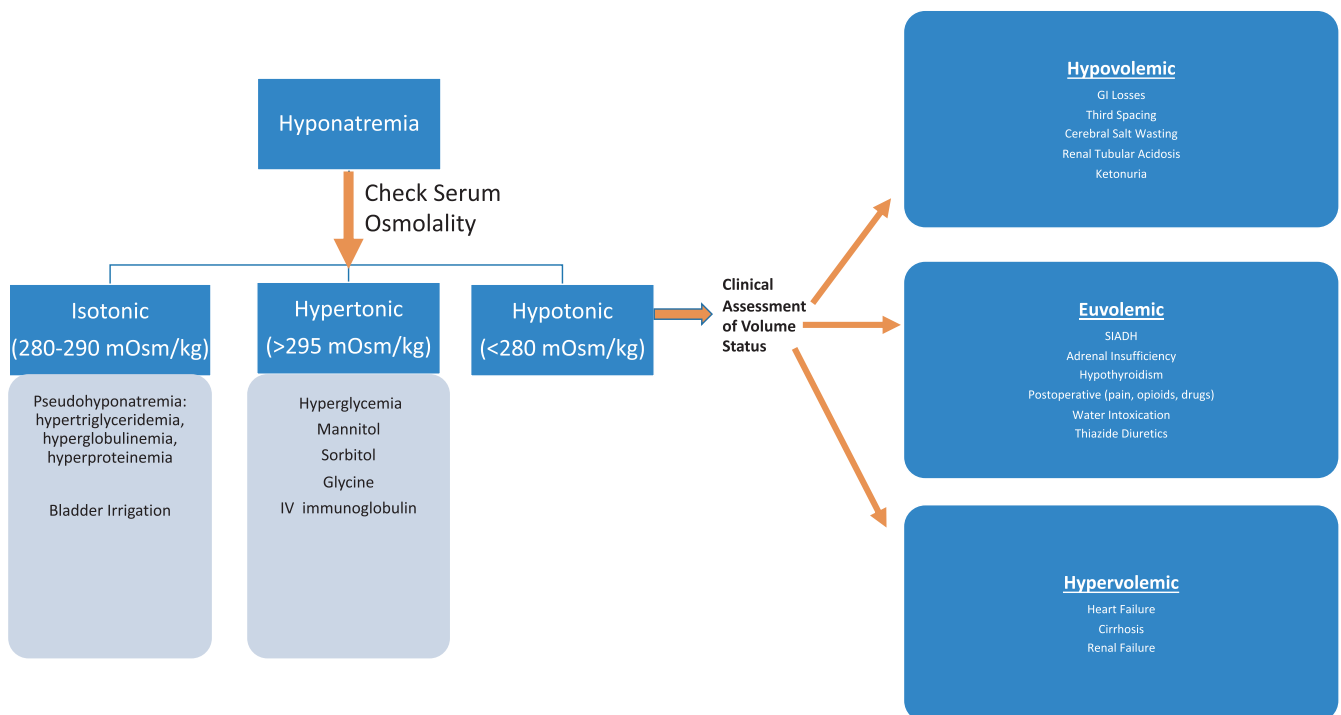 Hyponatremia
Check Serum
Osmolality
Isotonic
(280-290 mOsm/kg)
Pseudohyponatremia:
hypertriglyceridemia,
hyperglobulinemia,
hyperproteinemia
Bladder Irrigation
Hypertonic
(>295 mOsm/kg)
Hyperglycemia
Mannitol
Sorbitol
Glycine
IV immunoglobulin
Hypotonic
(<280 mOsm/kg)
Clinical
Assessment
of Volume
Status
Hypovolemic
GI Losses
Third Spacing
Cerebral Salt Wasting
Renal Tubular Acidosis
Ketonuria
Euvolemic
SIADH
Adrenal Insufficiency
Hypothyroidism
Postoperative (pain, opioids, drugs)
Water Intoxication
Thiazide Diuretics
Hypervolemic
Heart Failure
Cirrhosis
Renal Failure